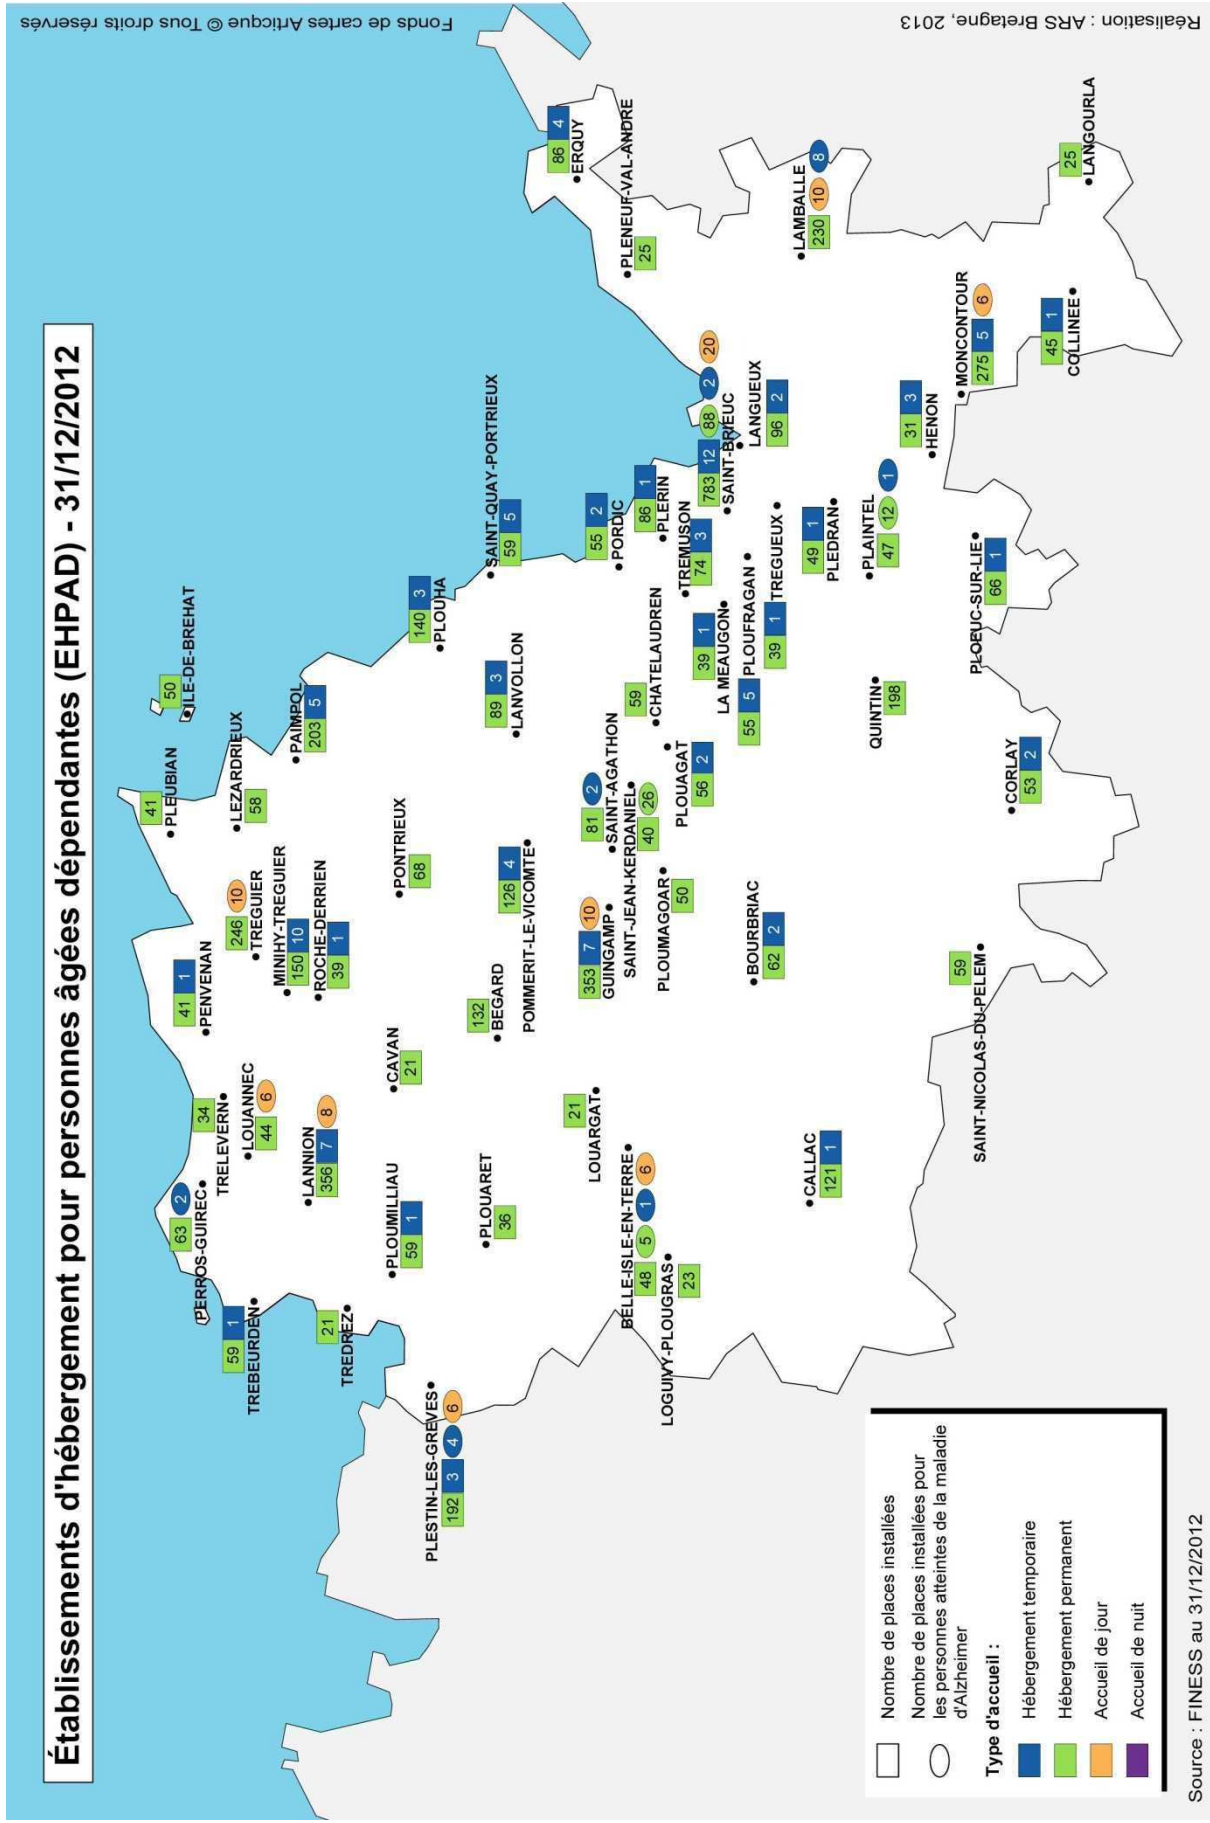 Établissements d'hébergement pour personnes âgées dépendantes (EHPAD) - 31/12/2012
Fonds de cartes Articque © Tous droits réservés
Réalisation : ARS Bretagne, 2013
50
ILE-DE-BREHAT
41
PLEUBIAN
LEZARDRIEUX
58
246 10
TREGUIER
MINIHY-TREGUIER
150 10
ROCHE-DERRIEN
39 1
41 1
PENVENAN
34
TRELEVERN
LOUANNEC
44 6
LANNION
356 7 8
63 2
PERROS-GUIREC
59 1
TREBEURDEN
21
TREDREZ
PAIMPOL
203 5
140 3
PLOUHA
SAINT-QUAY-PORTRIEUX
59 5
89 3
LANVOLLON
PONTRIEUX
68
CAVAN
21
PLOUMILLIAU
59 1
PLESTIN-LES-GREVES
192 3 4 6
PLOUARET
36
132
BEGARD
126 4
POMMERIT-LE-VICOMTE
55 2
PORDIC
86 4
ERQUY
PLENEUF-VAL-ANDRE
25
86 1
PLERIN
59
CHATELAUDREN
81 2
SAINT-AGATHON
353 7 10
GUINGAMP
SAINT-JEAN-KERDANIEL
40 26
PLOUMAGOAR
50
21
LOUARGAT
BELLE-ISLE-EN-TERRE
48 5 1 6
LOGUIVY-PLOUGRAS
23
PLOUAGAT
56 2
TREMUSON
74 3
783 12 88 2 20
SAINT-BRIEUC
LANGUEUX
96 2
39 1
LA MEAUGON
PLOUFRAGAN
55 5
TREGUEUX
39 1
49 1
PLEDRAN
BOURBRIAC
62 2
CALLAC
121 1
LAMBALLE
230 10 8
PLAINTEL
47 12 1
31 3
HENON
QUINTIN
198
MONCONTOUR
275 5 6
PLOEUC-SUR-LIE
66 1
59
SAINT-NICOLAS-DU-PELEM
CORLAY
53 2
45 1
COLLINEE
25
LANGOURLA
Nombre de places installées
Nombre de places installées pour
les personnes atteintes de la maladie
d'Alzheimer
Type d'accueil :
Hébergement temporaire
Hébergement permanent
Accueil de jour
Accueil de nuit
Source : FINESS au 31/12/2012